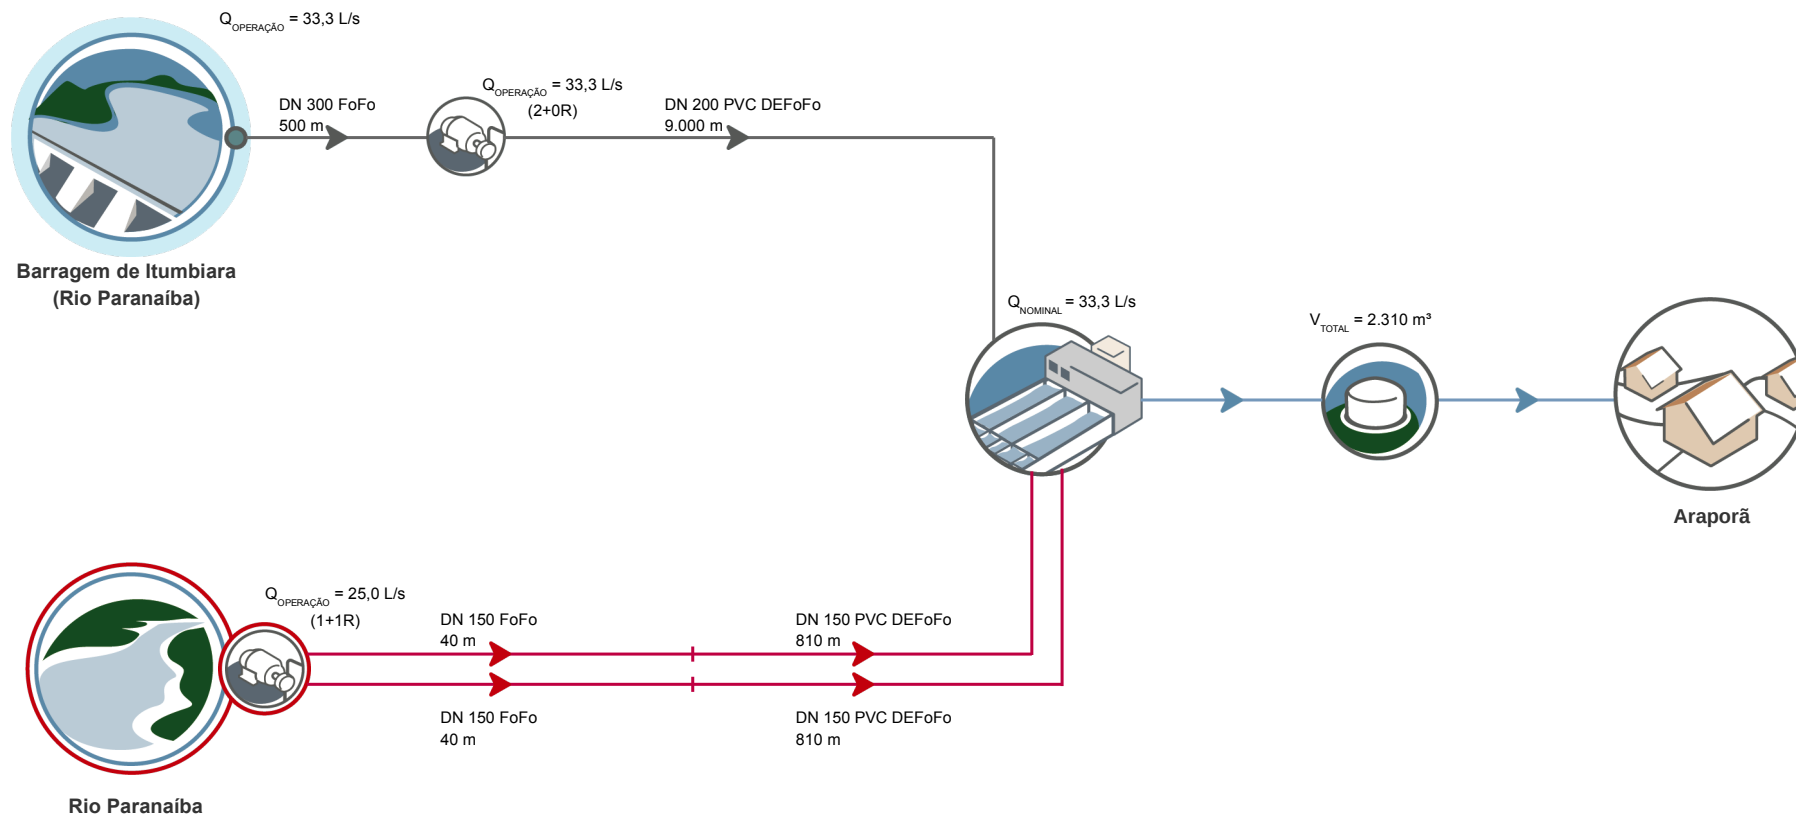 Q OPERAÇÃO = 33,3 L/s
DN 300 FoFo
500 m
Q OPERAÇÃO = 33,3 L/s
(2+0R)
DN 200 PVC DEFoFo
9.000 m
Barragem de Itumbiara
(Rio Paranaíba)
Q NOMINAL = 33,3 L/s
V TOTAL = 2.310 m³
Araporã
Q OPERAÇÃO = 25,0 L/s
(1+1R)
DN 150 FoFo
40 m
DN 150 PVC DEFoFo
810 m
DN 150 FoFo
40 m
DN 150 PVC DEFoFo
810 m
Rio Paranaíba